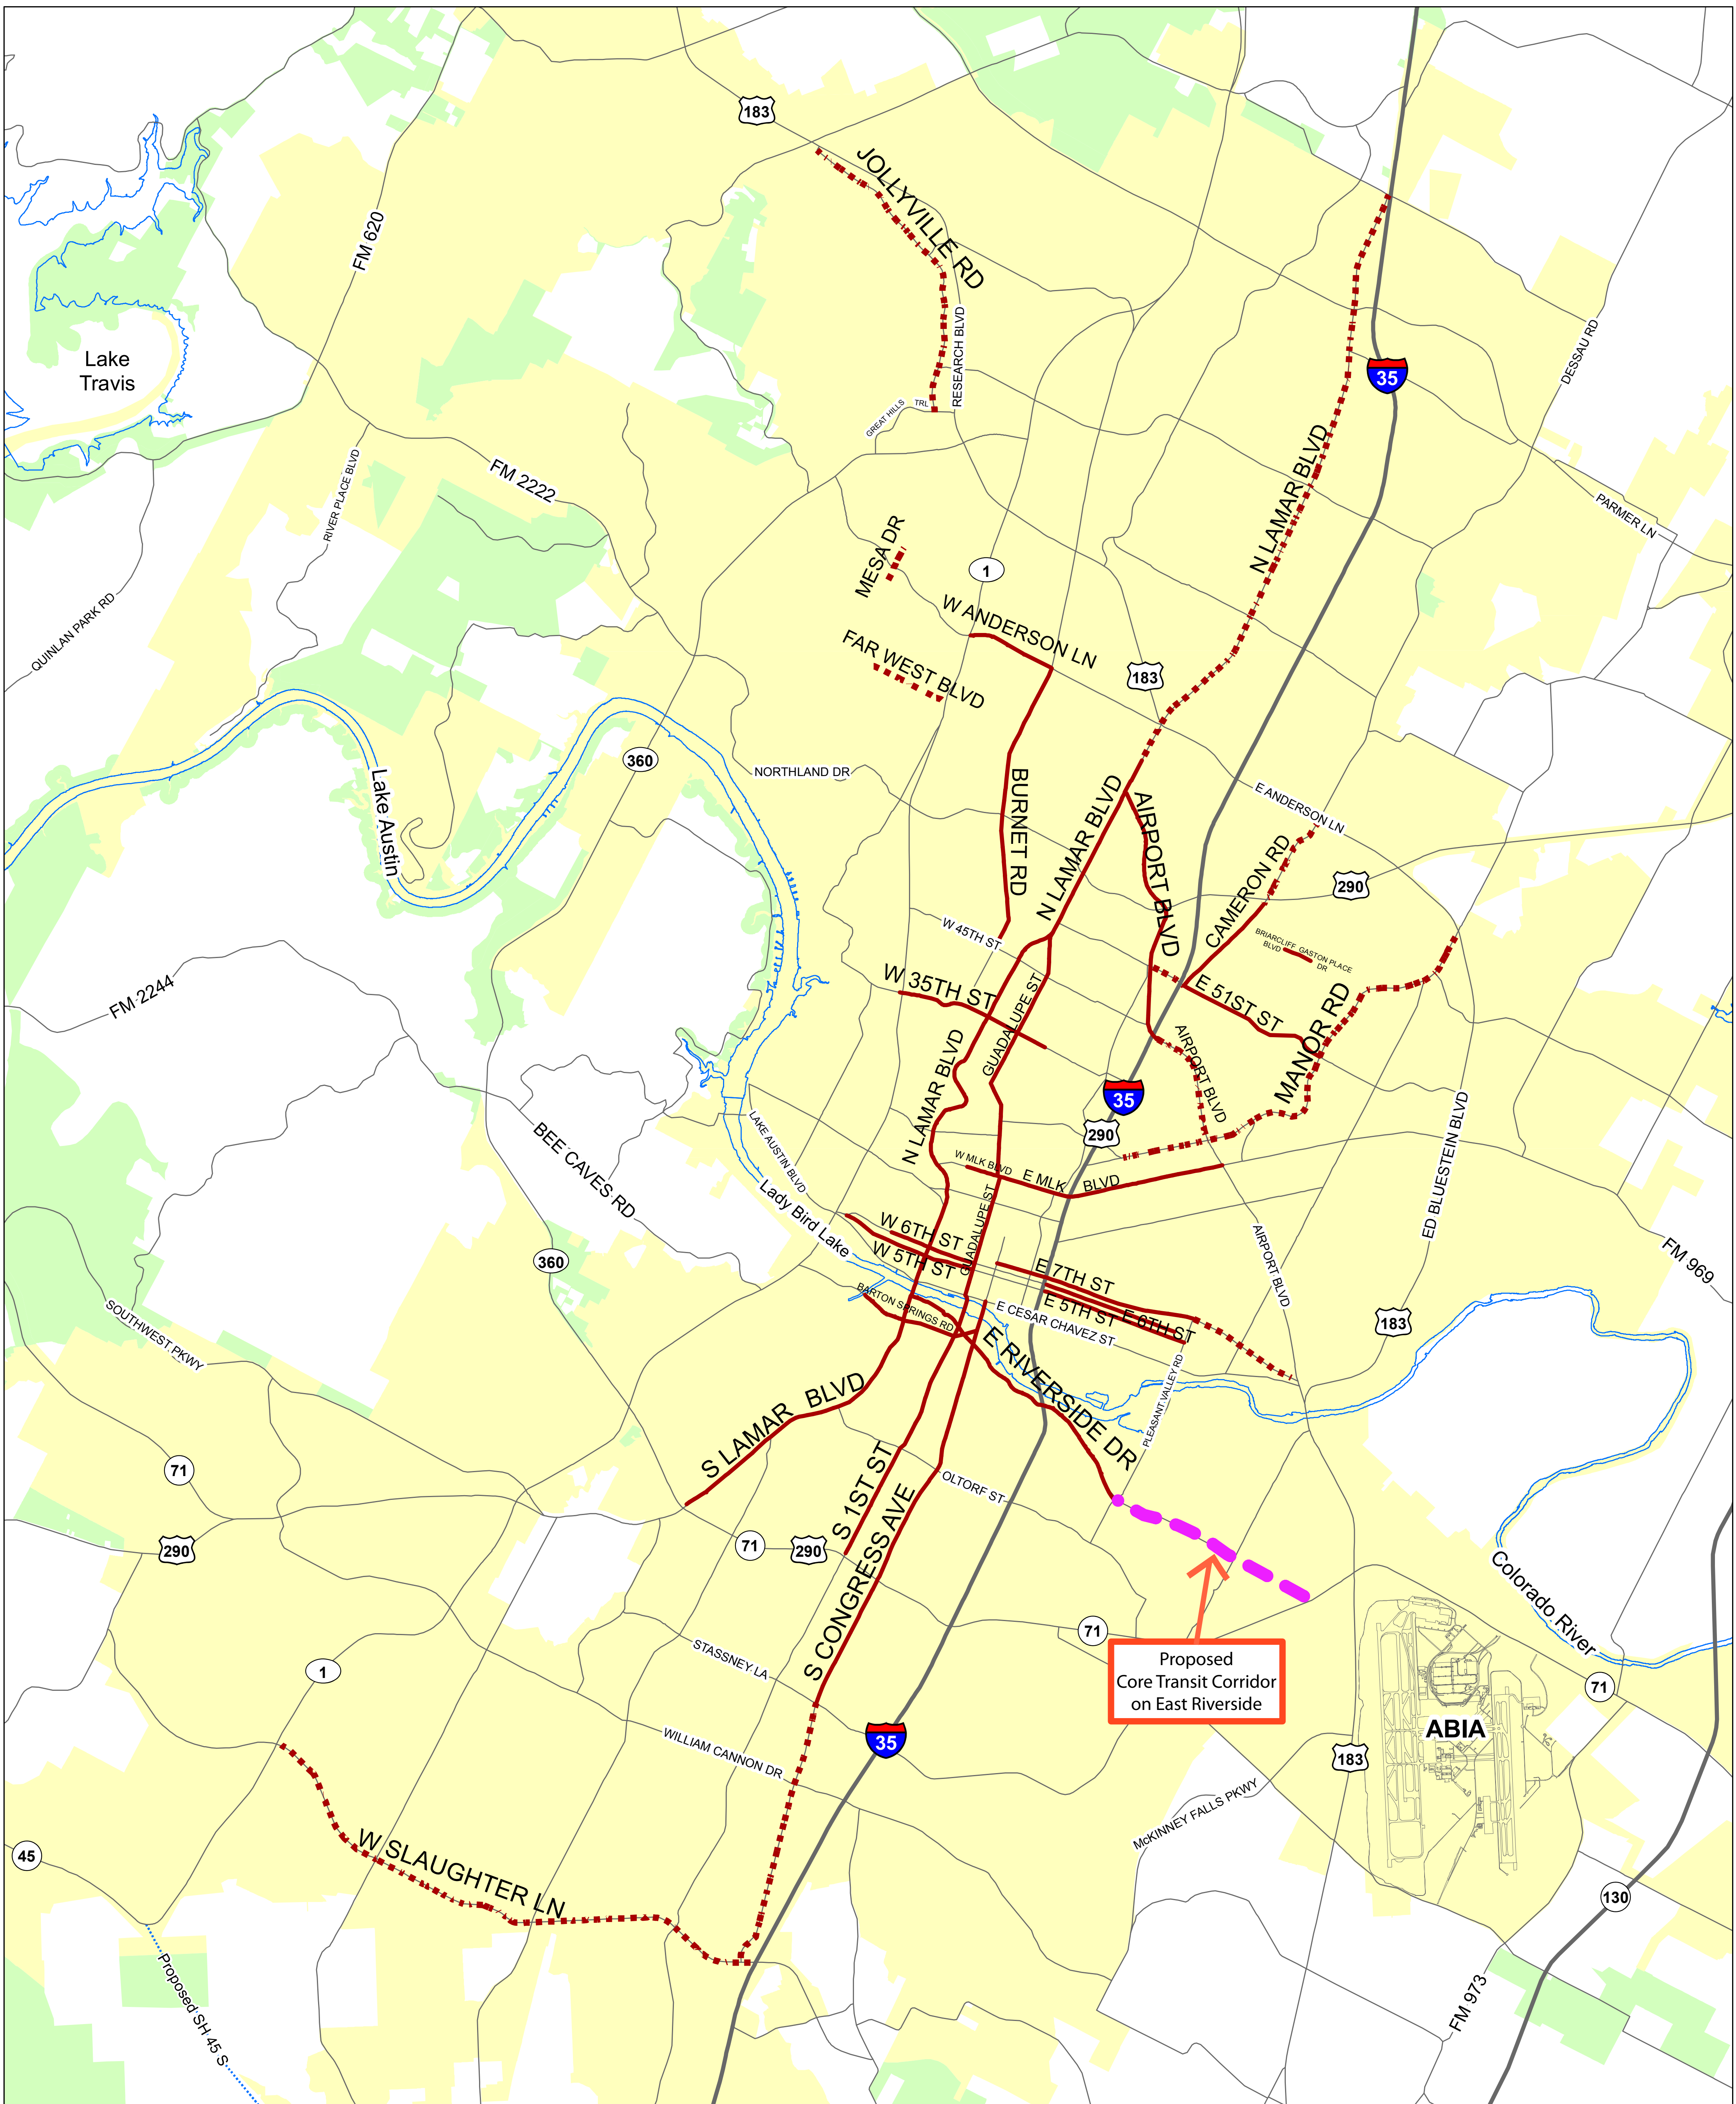 183
JOLLYVILLE RD
FM 620
Lake
Travis
RESEARCH BLVD
35
DESSAU RD
GREAT HILLS
TRL
N LAMAR BLVD
RIVER PLACE BLVD
FM 2222
PARMER LN
MESA DR
1
QUINLAN PARK RD
W ANDERSON LN
FAR WEST BLVD
183
360
NORTHLAND DR
Lake Austin
BURNET RD
N LAMAR BLVD
AIRPORT BLVD
E ANDERSON LN
CAMERON RD
290
W 45TH ST
BRIARCLIFF
BLVD
GASTON PLACE
DR
FM 2244
W 35TH ST
GUADALUPE ST
E 51ST ST
MANOR RD
N LAMAR BLVD
AIRPORT BLVD
35
290
LAKE AUSTIN BLVD
BEE CAVES RD
W MLK BLVD
E MLK BLVD
ED BLUESTEIN BLVD
Lady Bird Lake
GUADALUPE ST
W 6TH ST
W 5TH ST
E 7TH ST
AIRPORT BLVD
FM 969
360
BARTON SPRINGS RD
E 5TH ST
E 6TH ST
E CESAR CHAVEZ ST
183
SOUTHWEST PKWY
E RIVERSIDE DR
PLEASANT VALLEY RD
S LAMAR BLVD
71
S 1ST ST
OLTORF ST
S CONGRESS AVE
290
71
290
Colorado River
71
STASSNEY LA
Proposed
Core Transit Corridor
on East Riverside
1
71
ABIA
35
WILLIAM CANNON DR
183
McKINNEY FALLS PKWY
45
W SLAUGHTER LN
130
Proposed SH 45 S
FM 973